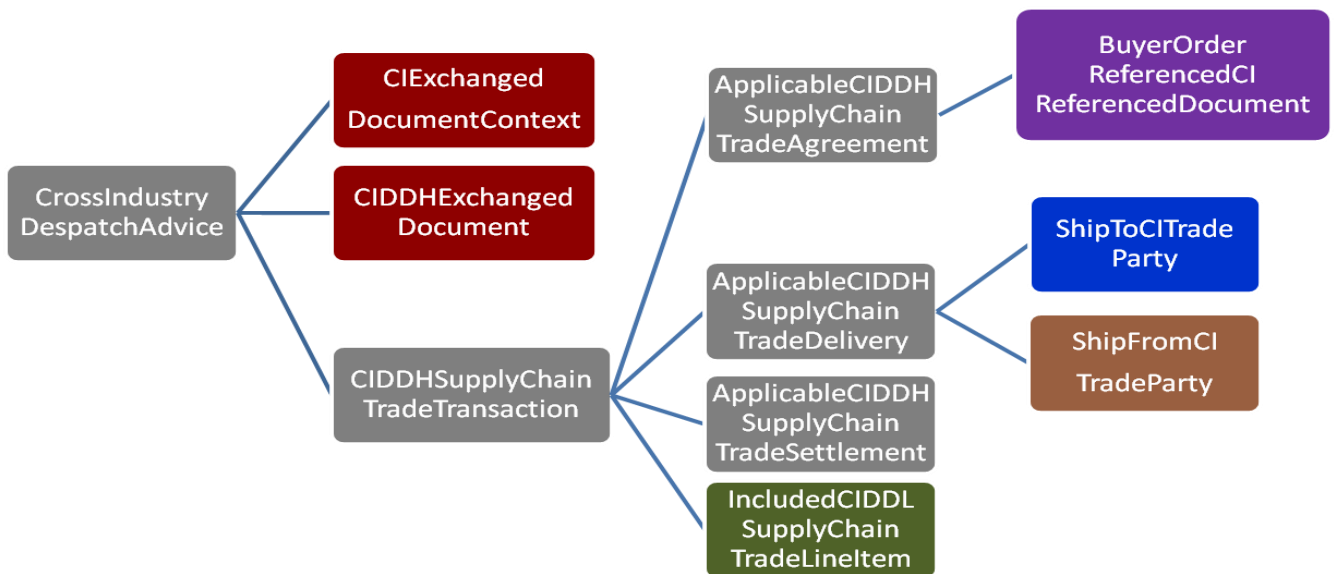 CrossIndustry
DespatchAdvice
CIExchanged
DocumentContext
CIDDHExchanged
Document
CIDDHSupplyChain
TradeTransaction
ApplicableCIDDH
SupplyChain
TradeAgreement
ApplicableCIDDH
SupplyChain
TradeDelivery
ApplicableCIDDH
SupplyChain
TradeSettlement
IncludedCIDDL
SupplyChain
TradeLineItem
BuyerOrder
ReferencedCI
ReferencedDocument
ShipToCITrade
Party
ShipFromCI
TradeParty